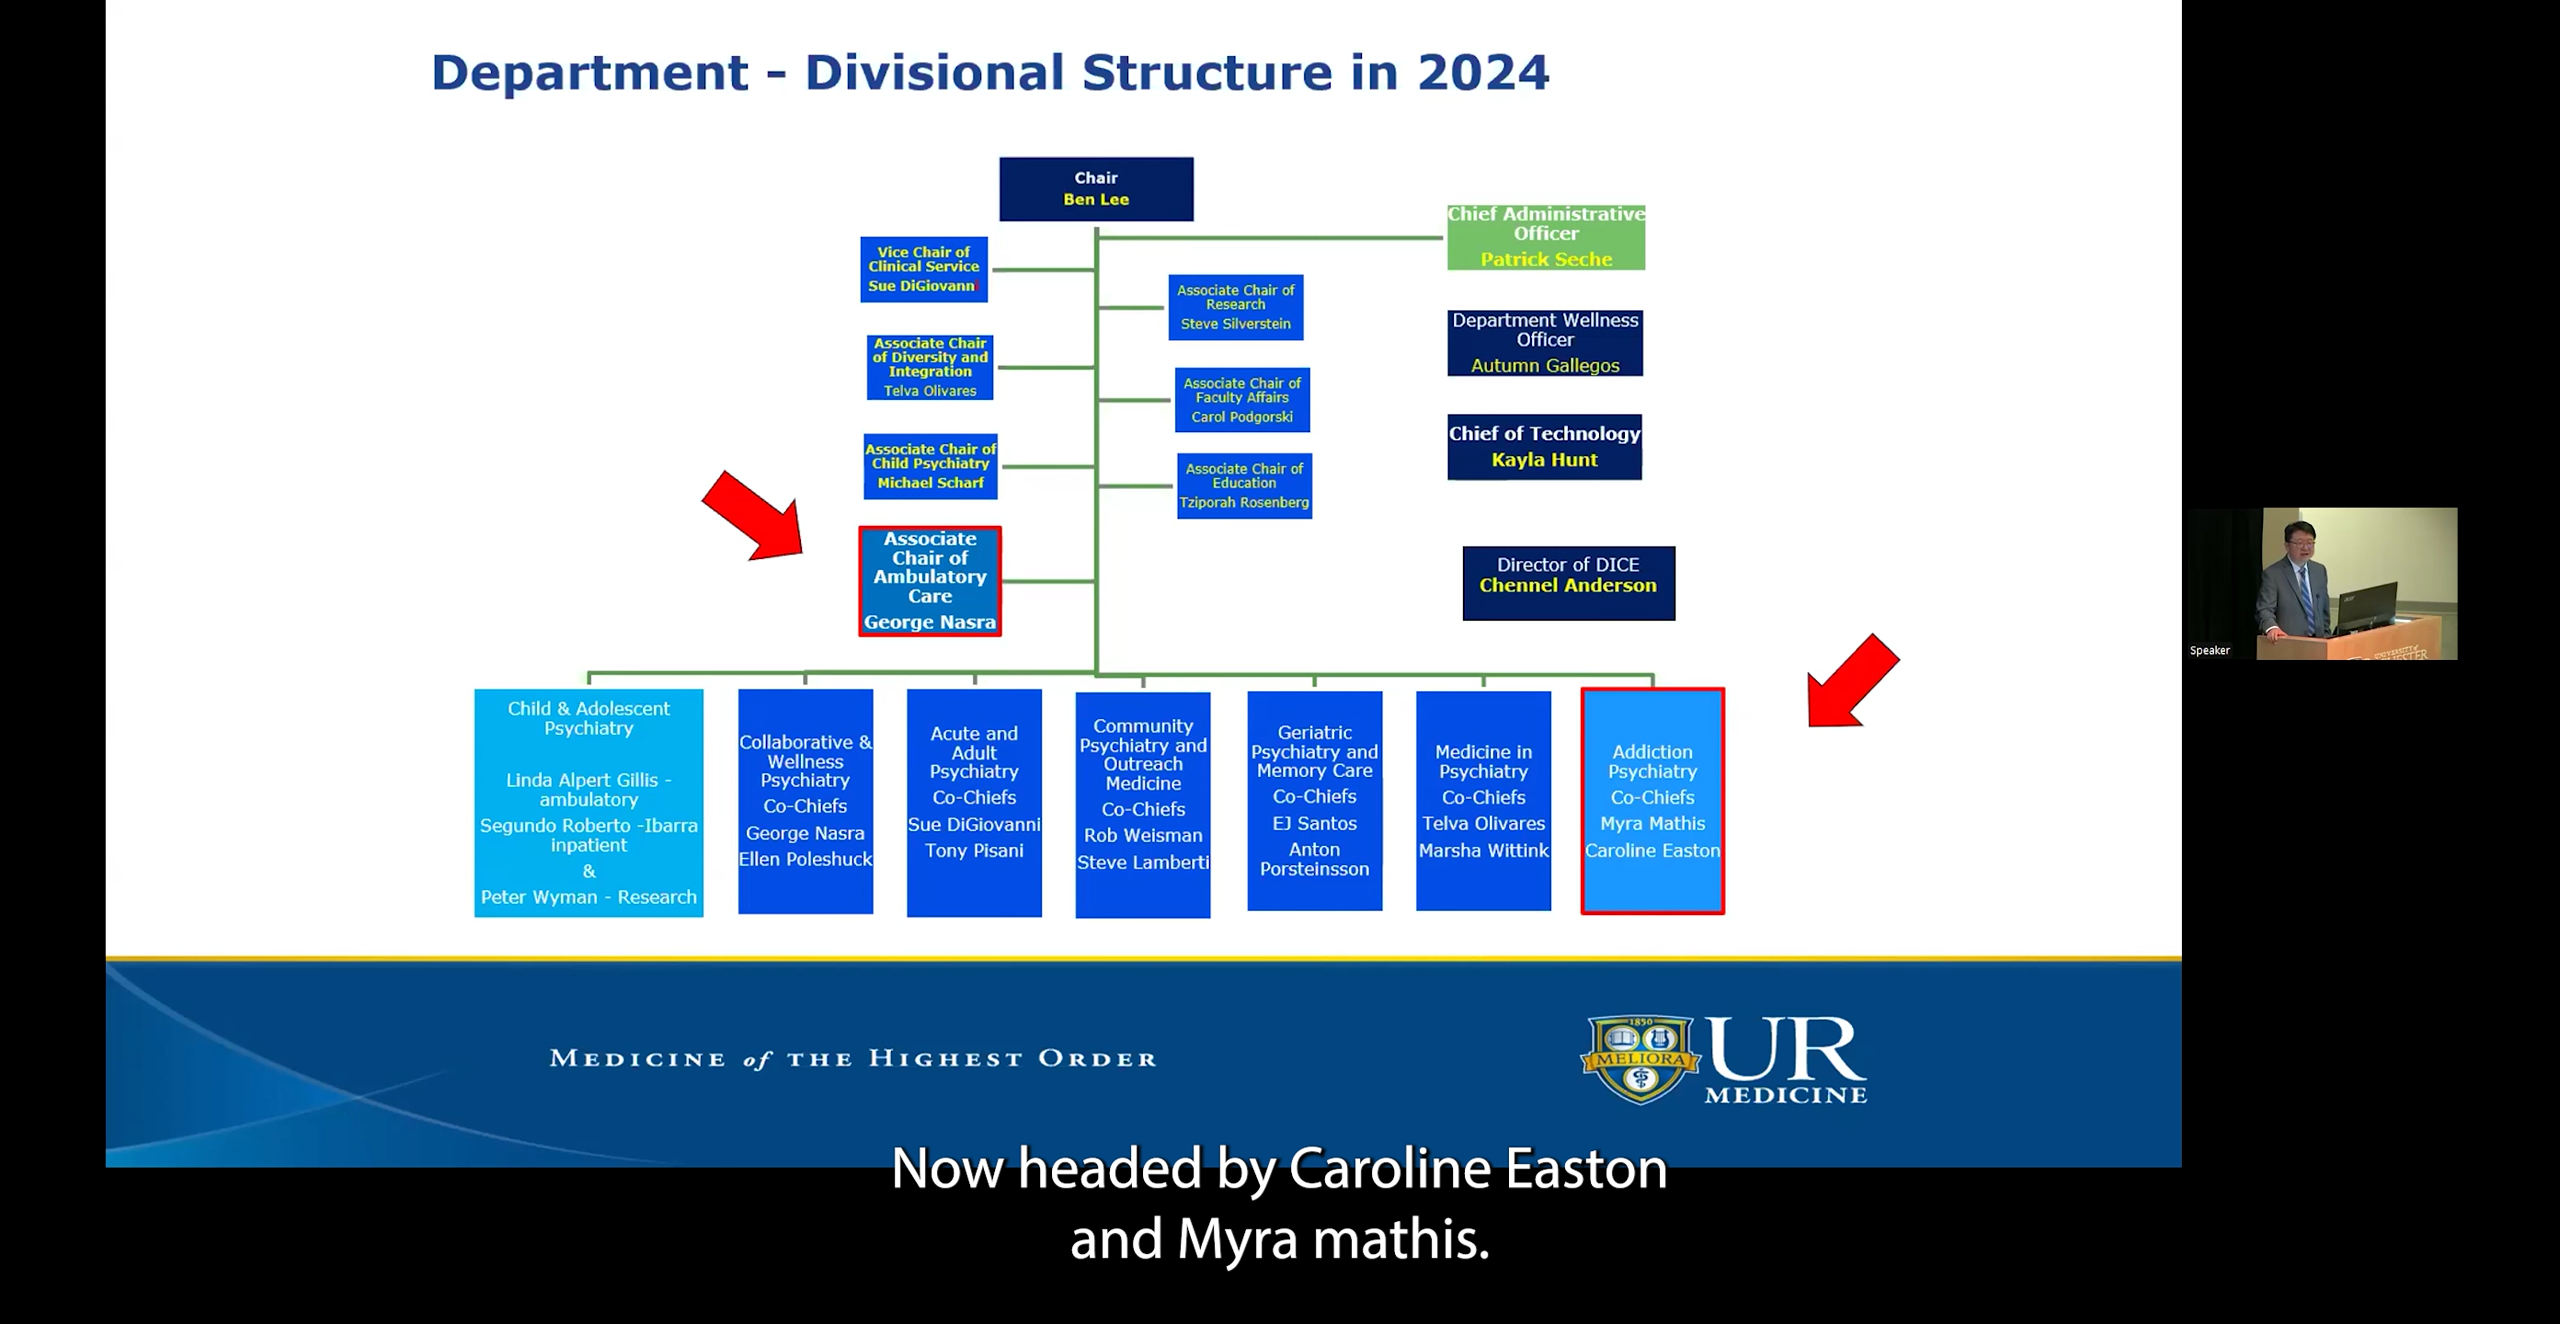 Department - Divisional Structure in 2024
Chair
Ben Lee
Chief Administrative
Officer
Patrick Seche
Vice Chair of
Clinical Service
Sue DiGiovanni
Associate Chair of
Research
Steve Silverstein
Department Wellness
Officer
Autumn Gallegos
Associate Chair
of Diversity and
Integration
Telva Olivares
Associate Chair of
Faculty Affairs
Carol Podgorski
Chief of Technology
Kayla Hunt
Associate Chair of
Child Psychiatry
Michael Scharf
Associate Chair of
Education
Tziporah Rosenberg
Associate
Chair of
Ambulatory
Care
George Nasra
Director of DICE
Chennel Anderson
Child & Adolescent
Psychiatry
Linda Alpert Gillis -
ambulatory
Segundo Roberto -Ibarra
inpatient
&
Peter Wyman - Research
Collaborative &
Wellness
Psychiatry
Co-Chiefs
George Nasra
Ellen Poleshuck
Acute and
Adult
Psychiatry
Co-Chiefs
Sue DiGiovanni
Tony Pisani
Community
Psychiatry and
Outreach
Medicine
Co-Chiefs
Rob Weisman
Steve Lamberti
Geriatric
Psychiatry and
Memory Care
Co-Chiefs
EJ Santos
Anton
Porsteinsson
Medicine in
Psychiatry
Co-Chiefs
Telva Olivares
Marsha Wittink
Addiction
Psychiatry
Co-Chiefs
Myra Mathis
Caroline Easton
Speaker
MEDICINE of THE HIGHEST ORDER
1850
MELIORA
UR
MEDICINE
Now headed by Caroline Easton
and Myra mathis.